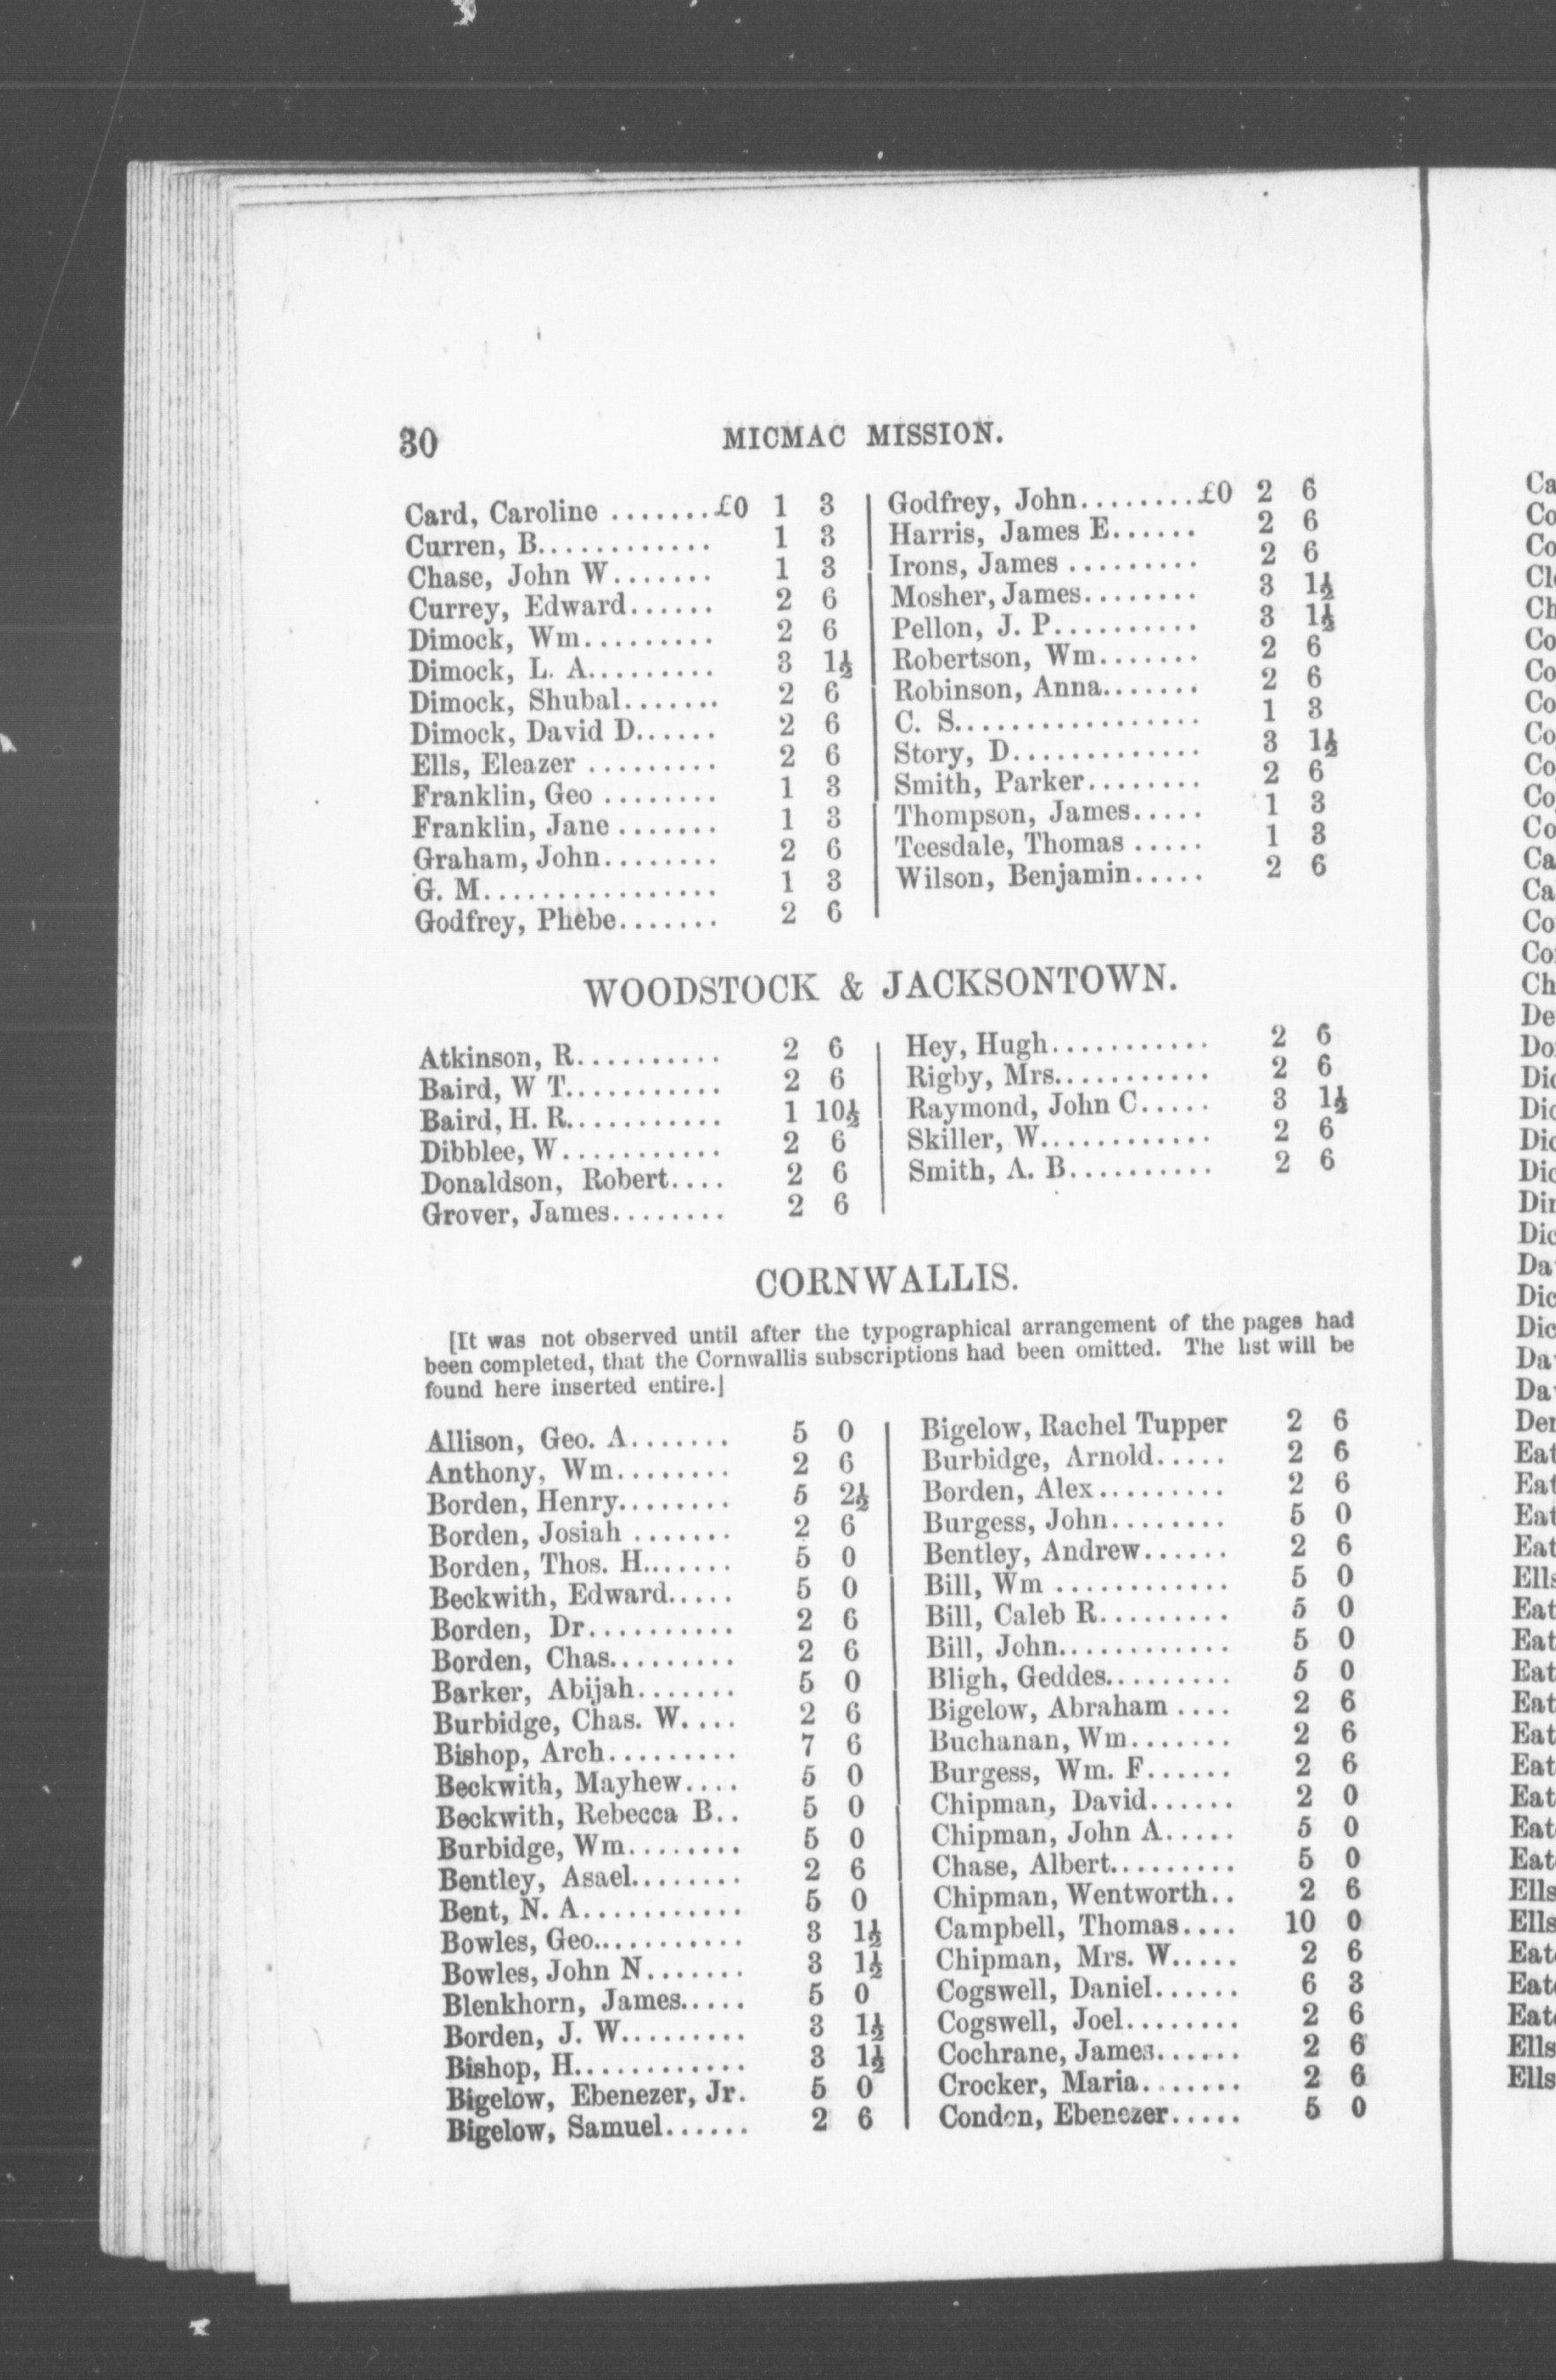 30 MICMAC MISSION.
Card, Caroline .......£0 1 3
Curren, B............ 1 3
Chase, John W....... 1 3
Currey, Edward...... 2 6
Dimock, Wm......... 2 6
Dimock, L. A......... 3 1½
Dimock, Shubal....... 2 6
Dimock, David D...... 2 6
Ells, Eleazer ......... 2 6
Franklin, Geo ........ 1 3
Franklin, Jane ....... 1 3
Graham, John........ 2 6
G. M................ 1 3
Godfrey, Phebe....... 2 6
Godfrey, John........£0 2 6
Harris, James E...... 2 6
Irons, James ......... 2 6
Mosher, James........ 3 1½
Pellon, J. P.......... 3 1½
Robertson, Wm....... 2 6
Robinson, Anna....... 2 6
C. S................. 1 3
Story, D............. 3 1½
Smith, Parker........ 2 6
Thompson, James..... 1 3
Teesdale, Thomas ..... 1 3
Wilson, Benjamin..... 2 6
WOODSTOCK & JACKSONTOWN.
Atkinson, R.......... 2 6
Baird, W T........... 2 6
Baird, H. R........... 1 10½
Dibblee, W........... 2 6
Donaldson, Robert.... 2 6
Grover, James........ 2 6
Hey, Hugh........... 2 6
Rigby, Mrs........... 2 6
Raymond, John C..... 3 1½
Skiller, W............ 2 6
Smith, A. B.......... 2 6
CORNWALLIS.
[It was not observed until after the typographical arrangement of the pages had
been completed, that the Cornwallis subscriptions had been omitted. The list will be
found here inserted entire.]
Allison, Geo. A....... 5 0
Anthony, Wm........ 2 6
Borden, Henry........ 5 2½
Borden, Josiah ....... 2 6
Borden, Thos. H....... 5 0
Beckwith, Edward..... 5 0
Borden, Dr.......... 2 6
Borden, Chas......... 2 6
Barker, Abijah....... 5 0
Burbidge, Chas. W.... 2 6
Bishop, Arch......... 7 6
Beckwith, Mayhew.... 5 0
Beckwith, Rebecca B.. 5 0
Burbidge, Wm........ 5 0
Bentley, Asael........ 2 6
Bent, N. A........... 5 0
Bowles, Geo........... 3 1½
Bowles, John N....... 3 1½
Blenkhorn, James..... 5 0
Borden, J. W......... 3 1½
Bishop, H............ 3 1½
Bigelow, Ebenezer, Jr. 5 0
Bigelow, Samuel...... 2 6
Bigelow, Rachel Tupper 2 6
Burbidge, Arnold..... 2 6
Borden, Alex......... 2 6
Burgess, John........ 5 0
Bentley, Andrew...... 2 6
Bill, Wm ............ 5 0
Bill, Caleb R......... 5 0
Bill, John............ 5 0
Bligh, Geddes......... 5 0
Bigelow, Abraham .... 2 6
Buchanan, Wm....... 2 6
Burgess, Wm. F...... 2 6
Chipman, David...... 2 0
Chipman, John A..... 5 0
Chase, Albert......... 5 0
Chipman, Wentworth.. 2 6
Campbell, Thomas.... 10 0
Chipman, Mrs. W..... 2 6
Cogswell, Daniel...... 6 3
Cogswell, Joel........ 2 6
Cochrane, James...... 2 6
Crocker, Maria....... 2 6
Condon, Ebenezer..... 5 0